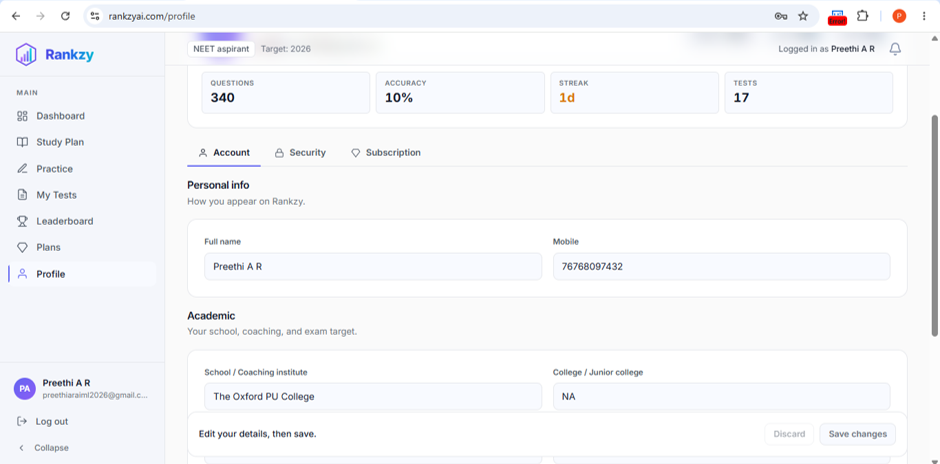 rankzyai.com/profile
Error!
P
Rankzy
NEET aspirant Target: 2026
Logged in as Preethi A R
MAIN
Dashboard
Study Plan
Practice
My Tests
Leaderboard
Plans
Profile
PA
Preethi A R
preethiaraiml2026@gmail.c...
Log out
Collapse
QUESTIONS
340
ACCURACY
10%
STREAK
1d
TESTS
17
Account Security Subscription
Personal info
How you appear on Rankzy.
Full name
Preethi A R
Mobile
76768097432
Academic
Your school, coaching, and exam target.
School / Coaching institute
The Oxford PU College
College / Junior college
NA
Edit your details, then save.
Discard Save changes